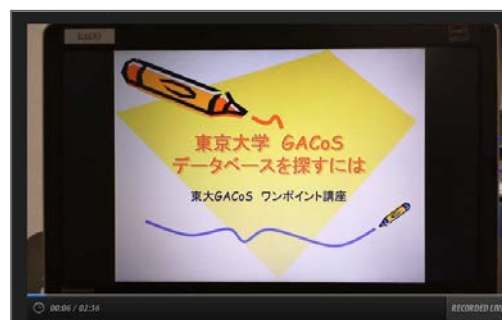 東京大学 GACoS
データベースを探すには
東大GACoS ワンポイント講座
00:06 / 02:36
RECORDED LIVE